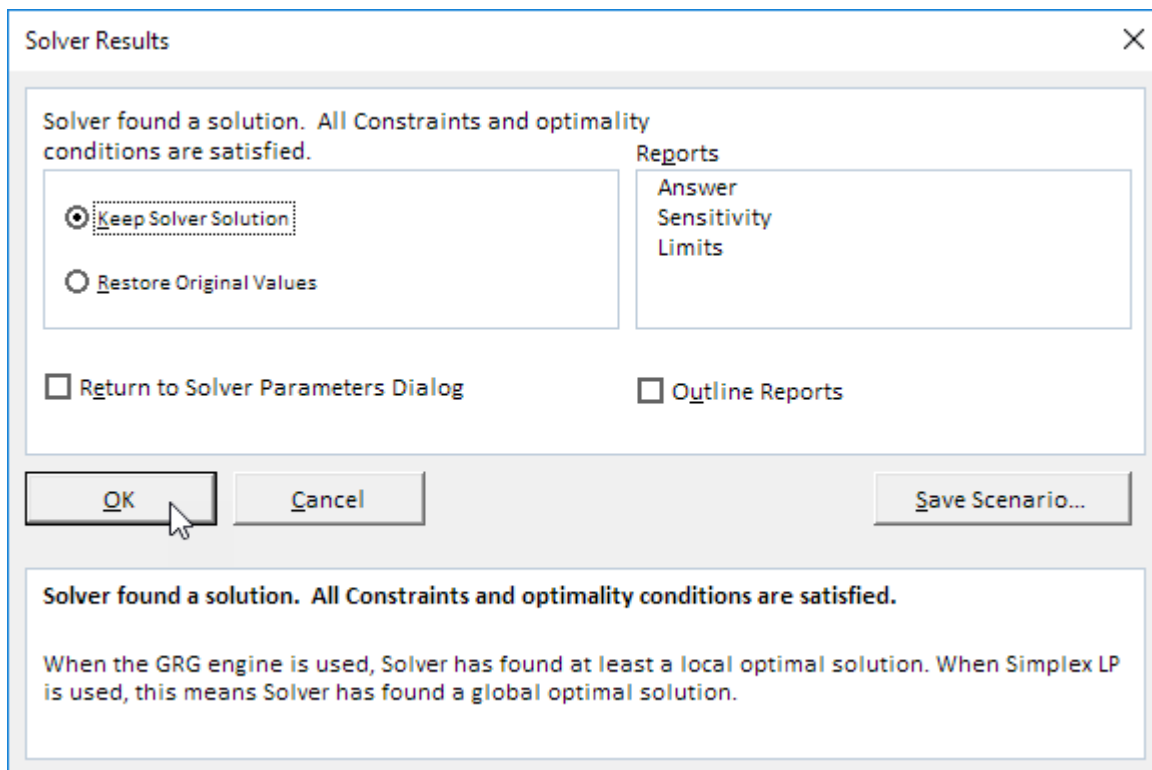 Solver Results
Solver found a solution.  All Constraints and optimality
conditions are satisfied.
Reports
Keep Solver Solution
Restore Original Values
Answer
Sensitivity
Limits
Return to Solver Parameters Dialog
Outline Reports
OK
Cancel
Save Scenario...
Solver found a solution.  All Constraints and optimality conditions are satisfied.
When the GRG engine is used, Solver has found at least a local optimal solution. When Simplex LP
is used, this means Solver has found a global optimal solution.